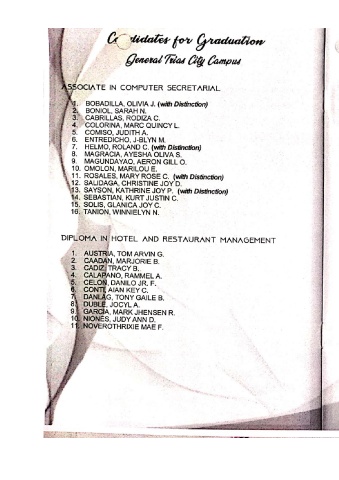 Candidates for Graduation
General Trias City Campus
ASSOCIATE IN COMPUTER SECRETARIAL
1. BOBADILLA, OLIVIA J. (with Distinction)
2. BONIOL, SARAH N.
3. CABRILLAS, RODIZA C.
4. COLORINA, MARC QUINCY L.
5. COMISO, JUDITH A.
6. ENTREDICHO, J-BLYN M.
7. HELMO, ROLAND C. (with Distinction)
8. MAGRACIA, AYESHA OLIVA S.
9. MAGUNDAYAO, AERON GILL O.
10. OMOLON, MARILOU E.
11. ROSALES, MARY ROSE C. (with Distinction)
12. SALIDAGA, CHRISTINE JOY D.
13. SAYSON, KATHRINE JOY P. (with Distinction)
14. SEBASTIAN, KURT JUSTIN C.
15. SOLIS, GLANICA JOY C.
16. TANION, WINNIELYN N.
DIPLOMA IN HOTEL AND RESTAURANT MANAGEMENT
1. AUSTRIA, TOM ARVIN G.
2. CAADAN, MARJORIE B.
3. CADIZ, TRACY B.
4. CALAPANO, RAMMEL A.
5. CELON, DANILO JR. F.
6. CONTI, AIAN KEY C.
7. DANLAG, TONY GAILE B.
8. DUBLE, JOCYL A.
9. GARCIA, MARK JHENSEN R.
10. NIONES, JUDY ANN D.
11. NOVEROTHRIXIE MAE F.